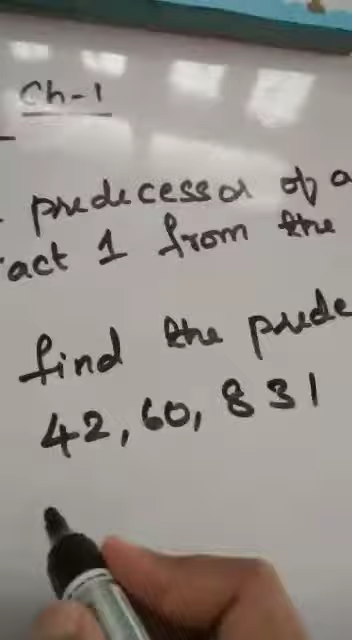 Ch-1
predecessor of a
act 1 from the
find the prede
42, 60, 831